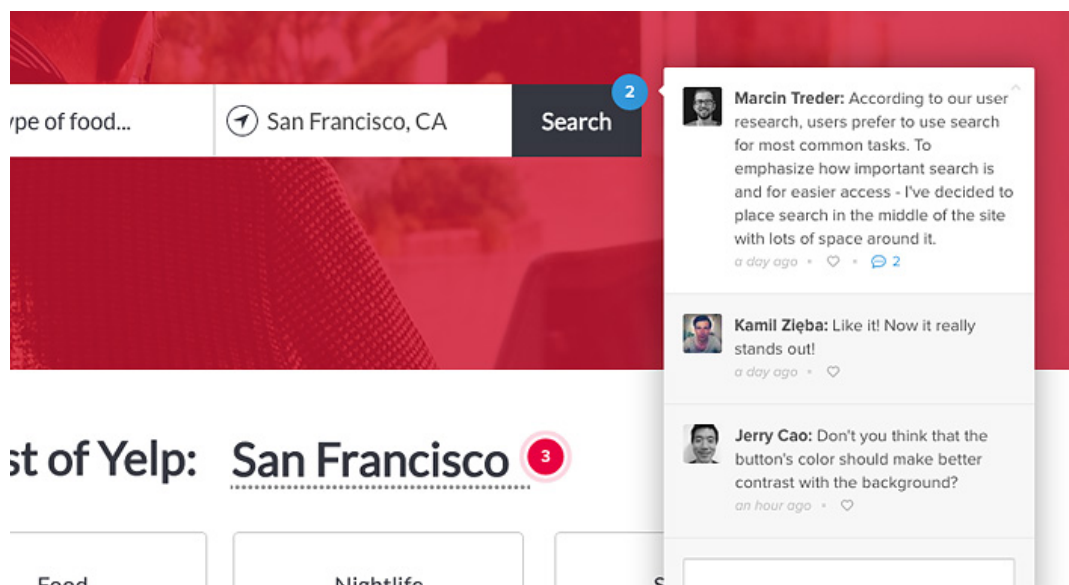 ype of food...
San Francisco, CA
Search
2
Marcin Treder: According to our user
research, users prefer to use search
for most common tasks. To
emphasize how important search is
and for easier access - I've decided to
place search in the middle of the site
with lots of space around it.
a day ago • 2
Kamil Zięba: Like it! Now it really
stands out!
a day ago •
Jerry Cao: Don't you think that the
button's color should make better
contrast with the background?
an hour ago •
st of Yelp: San Francisco 3
Food
Nightlife
S